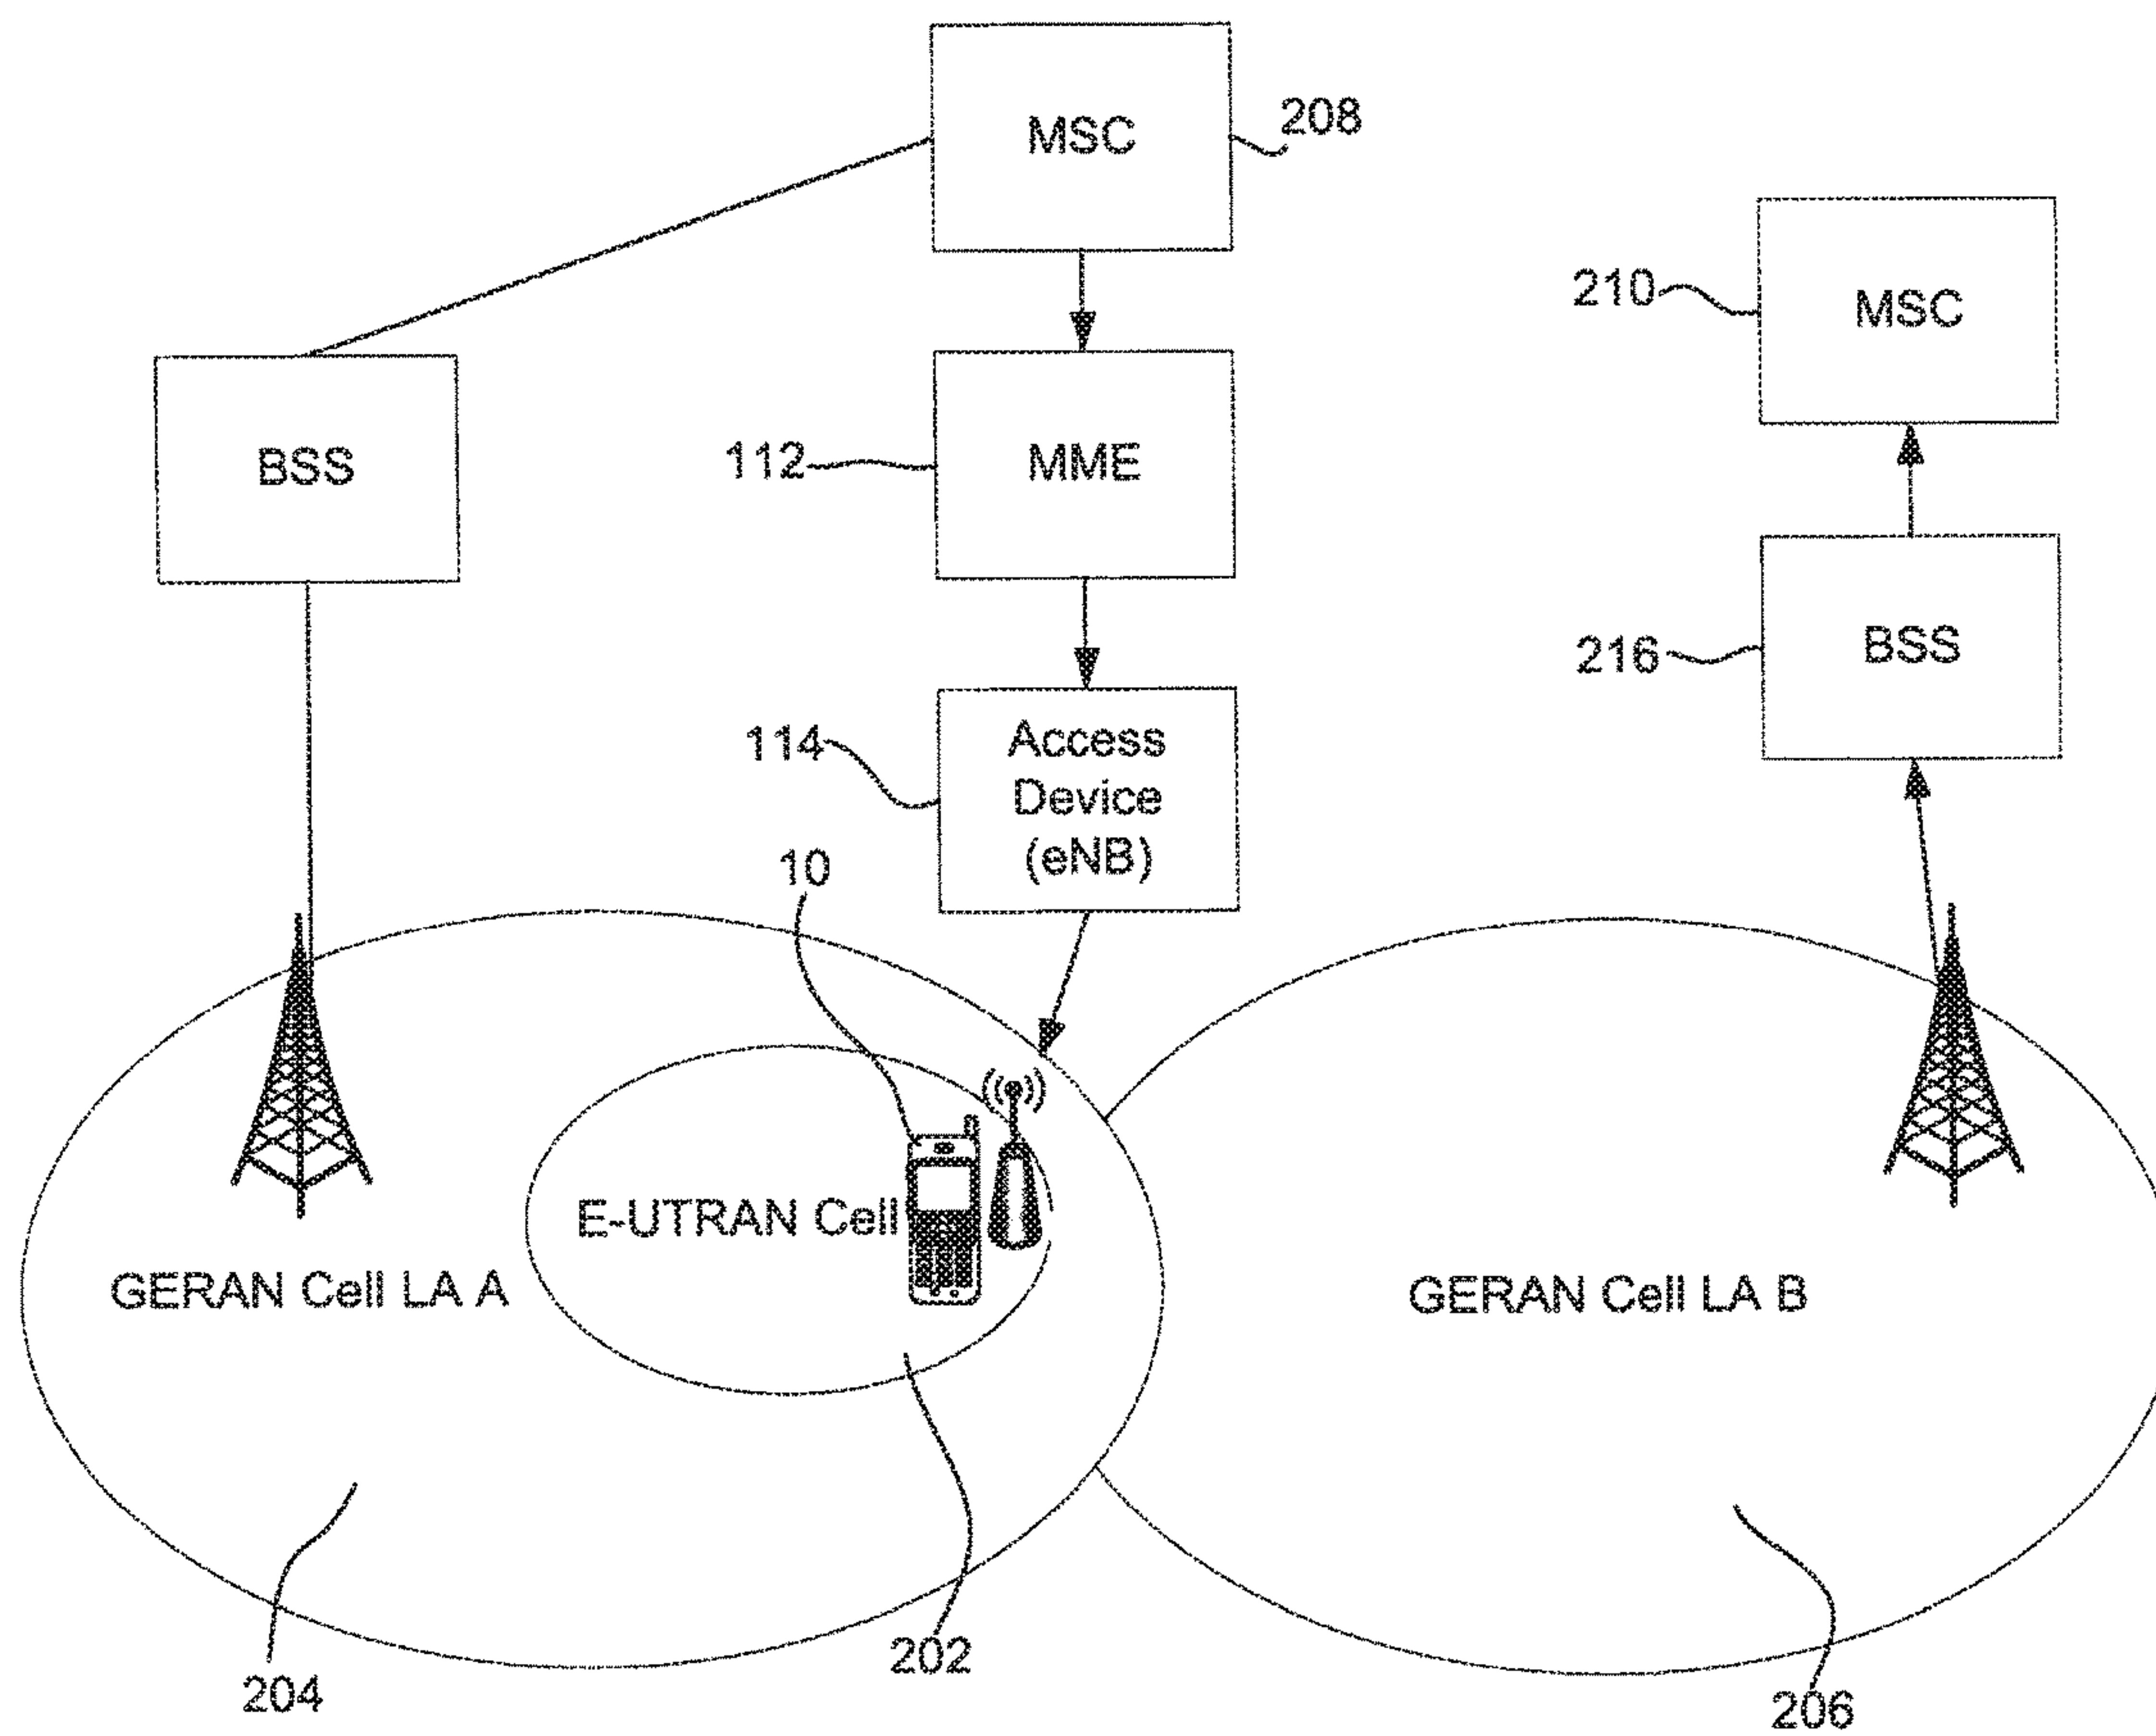 MSC
208
210
MSC
BSS
112
MME
216
BSS
114
Access
Device
(eNB)
10
E-UTRAN Cell
GERAN Cell LA A
GERAN Cell LA B
204
202
206